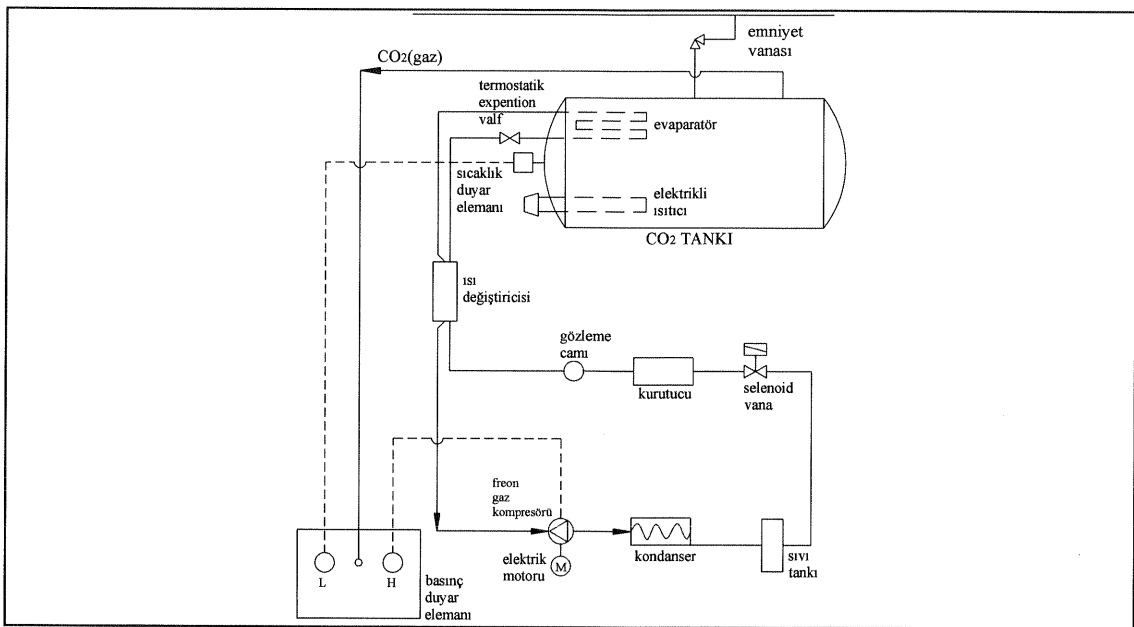 emniyet
vanası
CO2(gaz)
termostatik
expention
valf
evaparatör
sıcaklık
duyar
elemanı
elektrikli
ısıtıcı
CO2 TANKI
ısı
değiştiricisi
gözleme
camı
kurutucu
selenoid
vana
freon
gaz
kompresörü
elektrik
motoru
M
kondanser
sıvı
tankı
L
H
basınç
duyar
elemanı